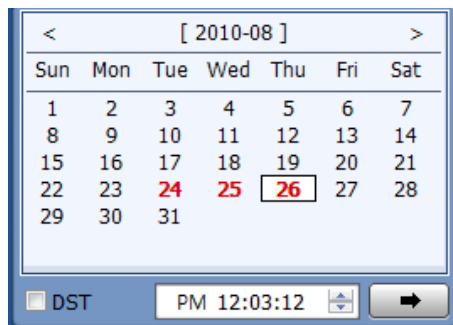 < [ 2010-08 ] >
Sun Mon Tue Wed Thu Fri Sat
1 2 3 4 5 6 7
8 9 10 11 12 13 14
15 16 17 18 19 20 21
22 23 24 25 26 27 28
29 30 31
DST PM 12:03:12